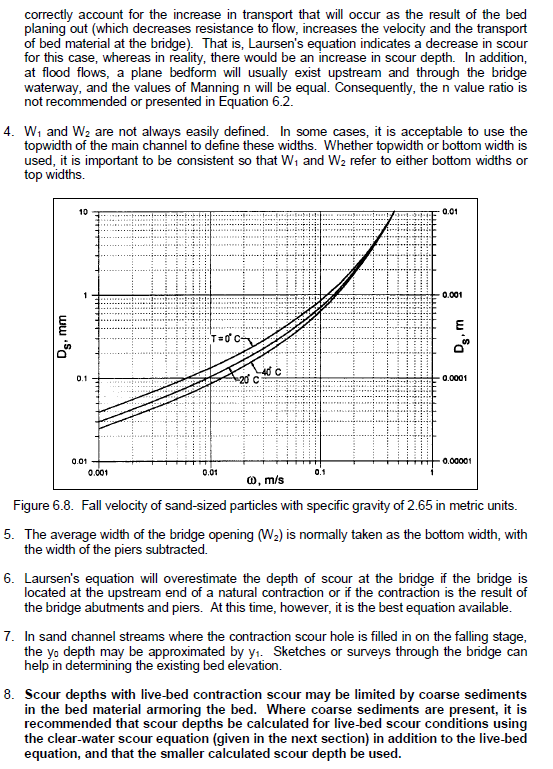 correctly account for the increase in transport that will occur as the result of the bed
planing out (which decreases resistance to flow, increases the velocity and the transport
of bed material at the bridge). That is, Laursen's equation indicates a decrease in scour
for this case, whereas in reality, there would be an increase in scour depth. In addition,
at flood flows, a plane bedform will usually exist upstream and through the bridge
waterway, and the values of Manning n will be equal. Consequently, the n value ratio is
not recommended or presented in Equation 6.2.
4. W₁ and W₂ are not always easily defined. In some cases, it is acceptable to use the
topwidth of the main channel to define these widths. Whether topwidth or bottom width is
used, it is important to be consistent so that W₁ and W₂ refer to either bottom widths or
top widths.
10
0.01
1
0.001
Dₛ, mm
Dₛ, m
T=0°C
40°C
20°C
0.1
0.0001
0.01
0.00001
0.001
0.01
0.1
1
ω, m/s
Figure 6.8. Fall velocity of sand-sized particles with specific gravity of 2.65 in metric units.
5. The average width of the bridge opening (W₂) is normally taken as the bottom width, with
the width of the piers subtracted.
6. Laursen's equation will overestimate the depth of scour at the bridge if the bridge is
located at the upstream end of a natural contraction or if the contraction is the result of
the bridge abutments and piers. At this time, however, it is the best equation available.
7. In sand channel streams where the contraction scour hole is filled in on the falling stage,
the y₀ depth may be approximated by y₁. Sketches or surveys through the bridge can
help in determining the existing bed elevation.
8. Scour depths with live-bed contraction scour may be limited by coarse sediments
in the bed material armoring the bed. Where coarse sediments are present, it is
recommended that scour depths be calculated for live-bed scour conditions using
the clear-water scour equation (given in the next section) in addition to the live-bed
equation, and that the smaller calculated scour depth be used.